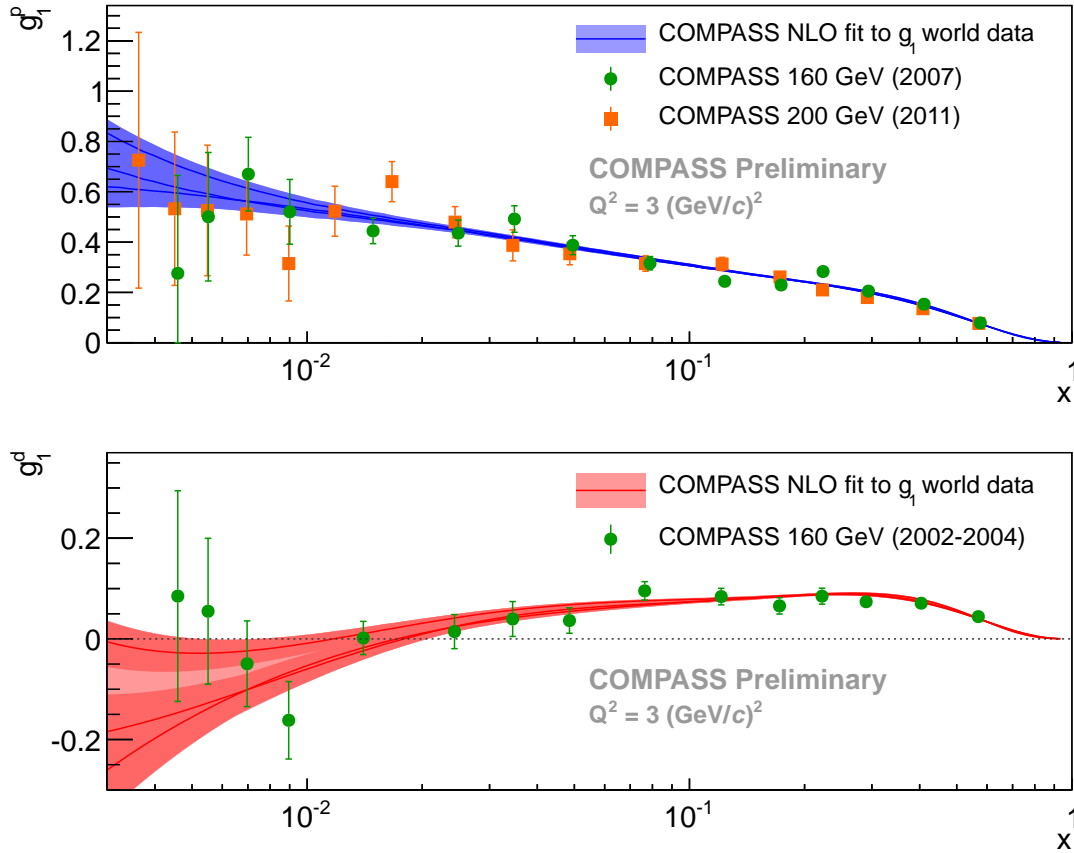 g₁ᵖ
1.2
1
0.8
0.6
0.4
0.2
0
COMPASS NLO fit to g₁ world data
COMPASS 160 GeV (2007)
COMPASS 200 GeV (2011)
COMPASS Preliminary
Q² = 3 (GeV/c)²
10⁻² 10⁻¹ 1
x
g₁ᵈ
0.2
0
-0.2
COMPASS NLO fit to g₁ world data
COMPASS 160 GeV (2002-2004)
COMPASS Preliminary
Q² = 3 (GeV/c)²
10⁻² 10⁻¹ 1
x